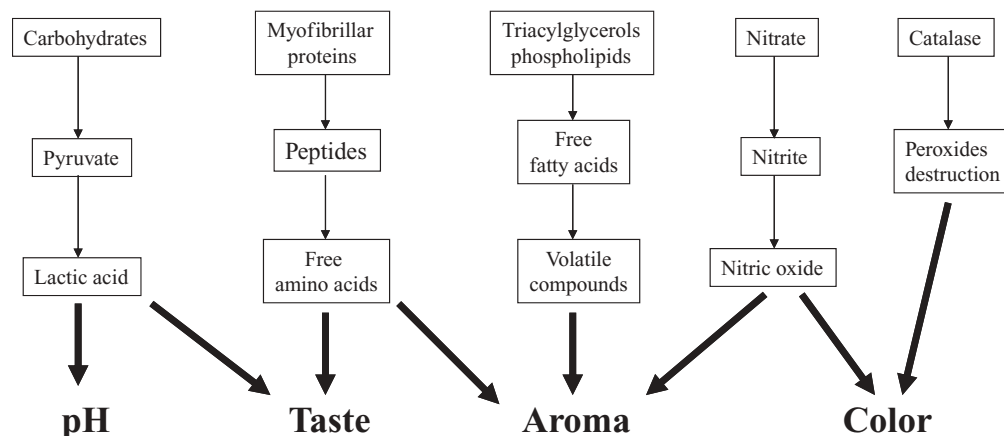 Carbohydrates
Myofibrillar
proteins
Triacylglycerols
phospholipids
Nitrate
Catalase
Pyruvate
Peptides
Free
fatty acids
Nitrite
Peroxides
destruction
Lactic acid
Free
amino acids
Volatile
compounds
Nitric oxide
pH
Taste
Aroma
Color